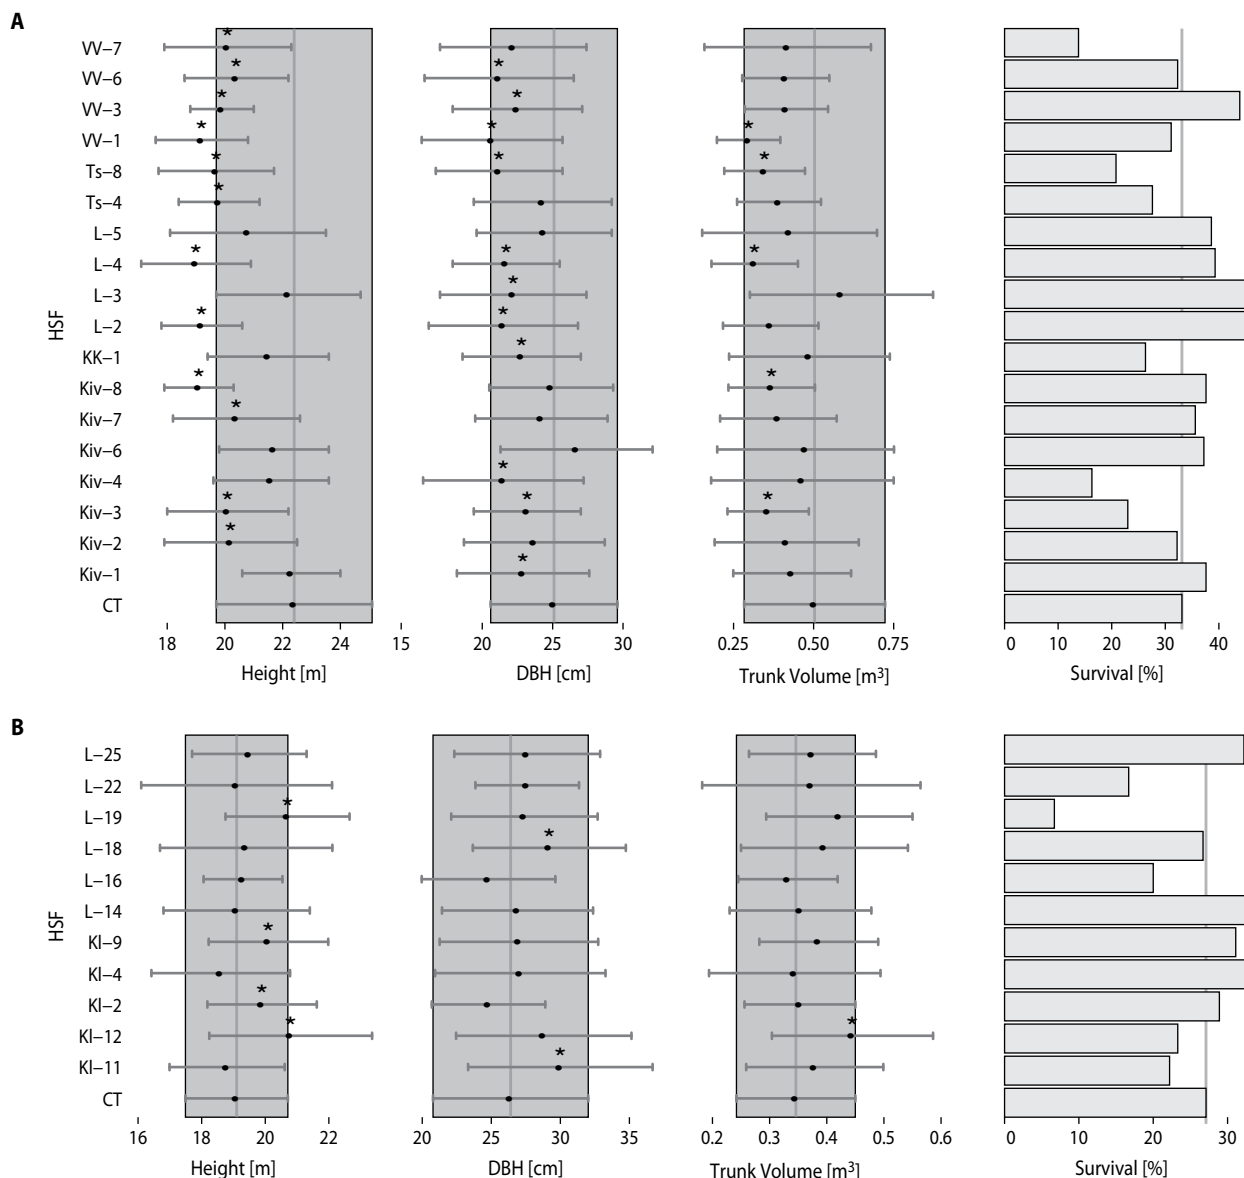 A
VV–7
VV–6
VV–3
VV–1
Ts–8
Ts–4
L–5
L–4
L–3
L–2
KK–1
Kiv–8
Kiv–7
Kiv–6
Kiv–4
Kiv–3
Kiv–2
Kiv–1
CT
HSF
18 20 22 24
Height [m]
15 20 25 30
DBH [cm]
0.25 0.50 0.75
Trunk Volume [m³]
0 10 20 30 40
Survival [%]
B
L–25
L–22
L–19
L–18
L–16
L–14
Kl–9
Kl–4
Kl–2
Kl–12
Kl–11
CT
HSF
16 18 20 22
Height [m]
20 25 30 35
DBH [cm]
0.2 0.3 0.4 0.5 0.6
Trunk Volume [m³]
0 10 20 30
Survival [%]